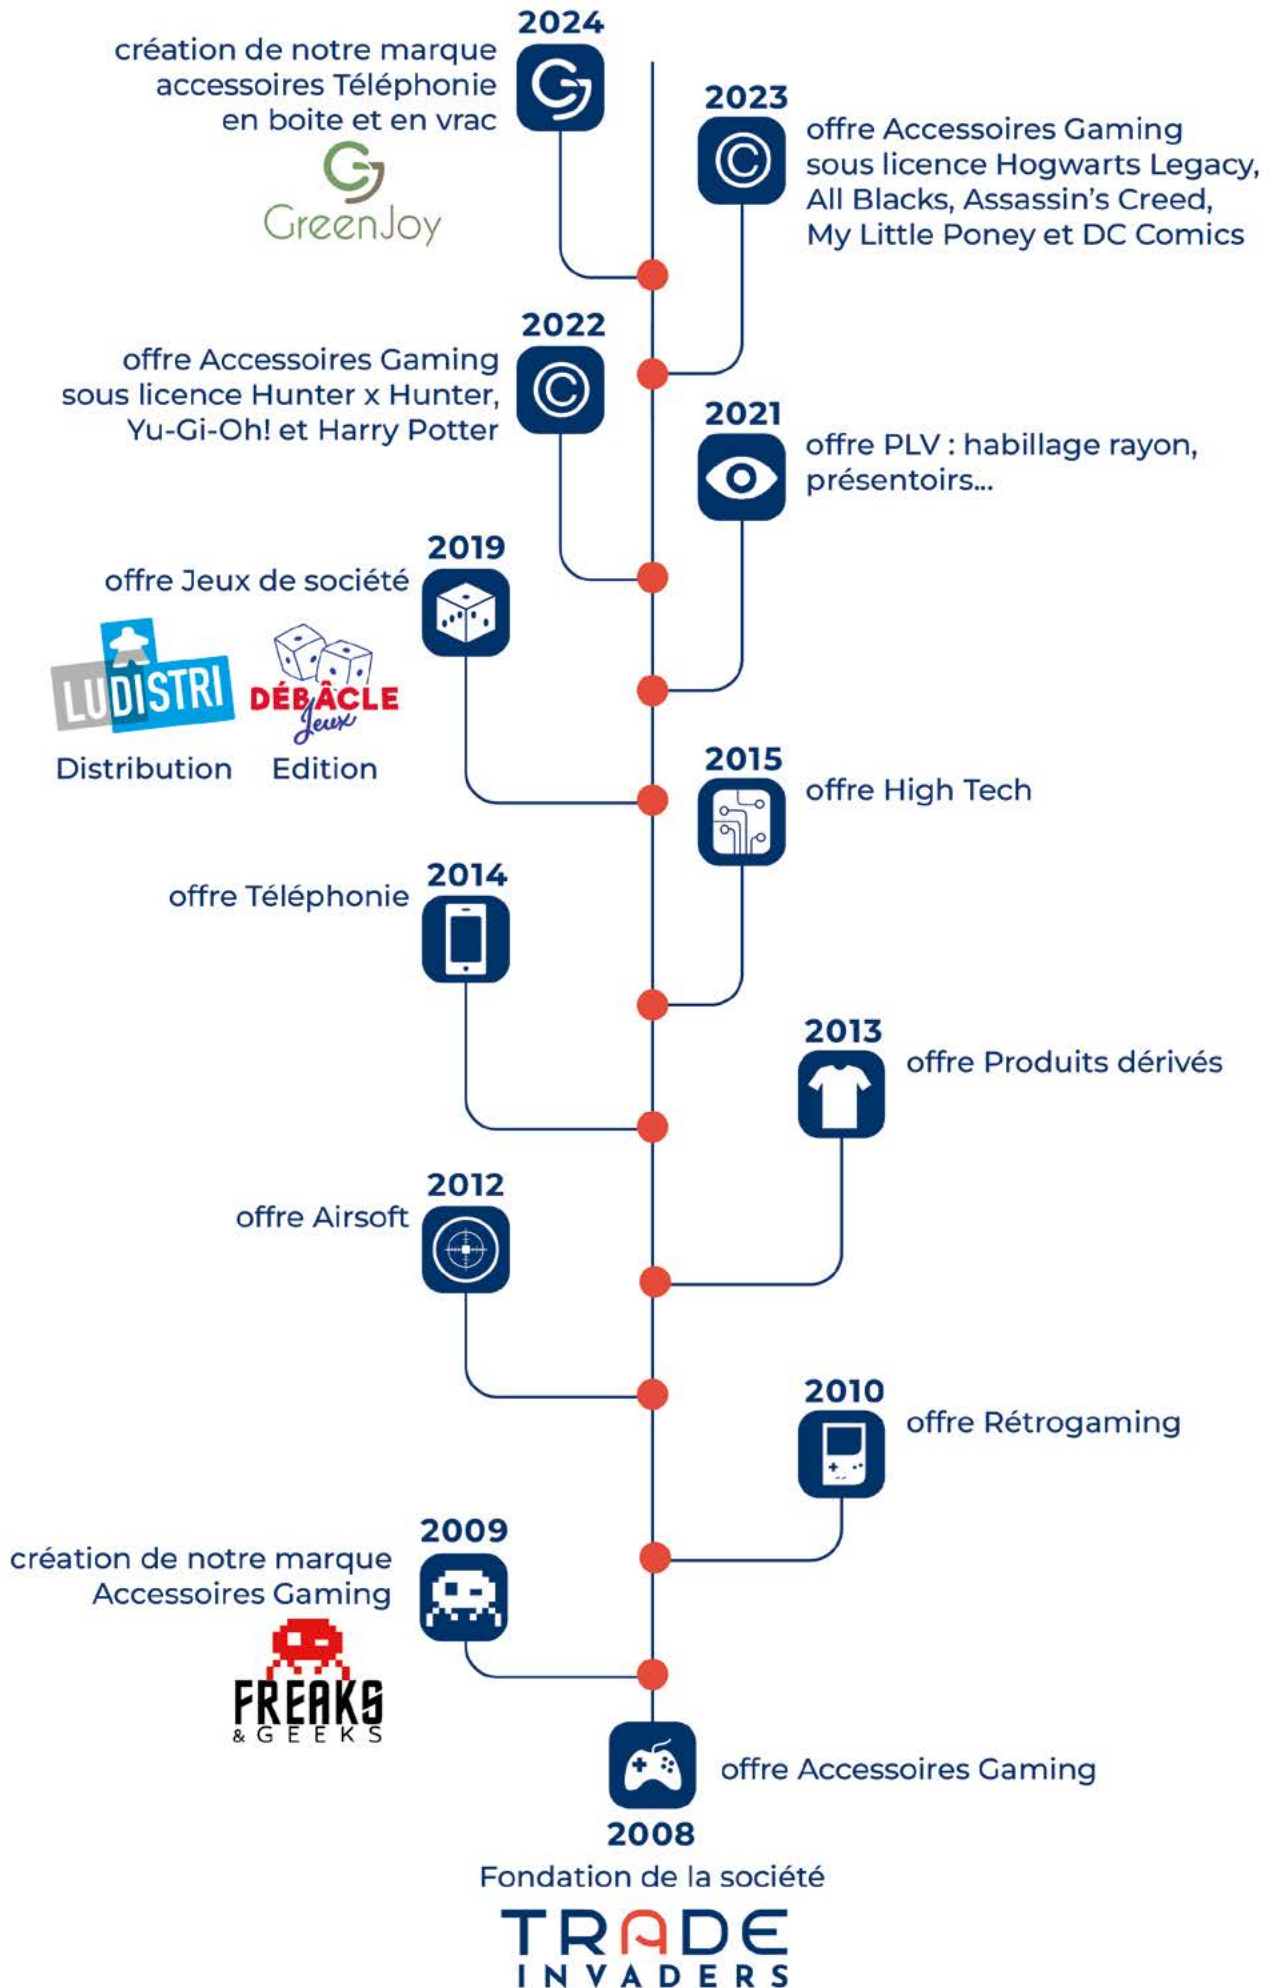 2024
création de notre marque
accessoires Téléphonie
en boite et en vrac
GreenJoy
2023
offre Accessoires Gaming
sous licence Hogwarts Legacy,
All Blacks, Assassin's Creed,
My Little Poney et DC Comics
2022
offre Accessoires Gaming
sous licence Hunter x Hunter,
Yu-Gi-Oh! et Harry Potter
2021
offre PLV : habillage rayon,
présentoirs...
2019
offre Jeux de société
LUDISTRI
Distribution
DÉBÂCLE
Jeux
Edition
2015
offre High Tech
2014
offre Téléphonie
2013
offre Produits dérivés
2012
offre Airsoft
2010
offre Rétrogaming
2009
création de notre marque
Accessoires Gaming
FREAKS
& GEEKS
offre Accessoires Gaming
2008
Fondation de la société
TRADE
INVADERS